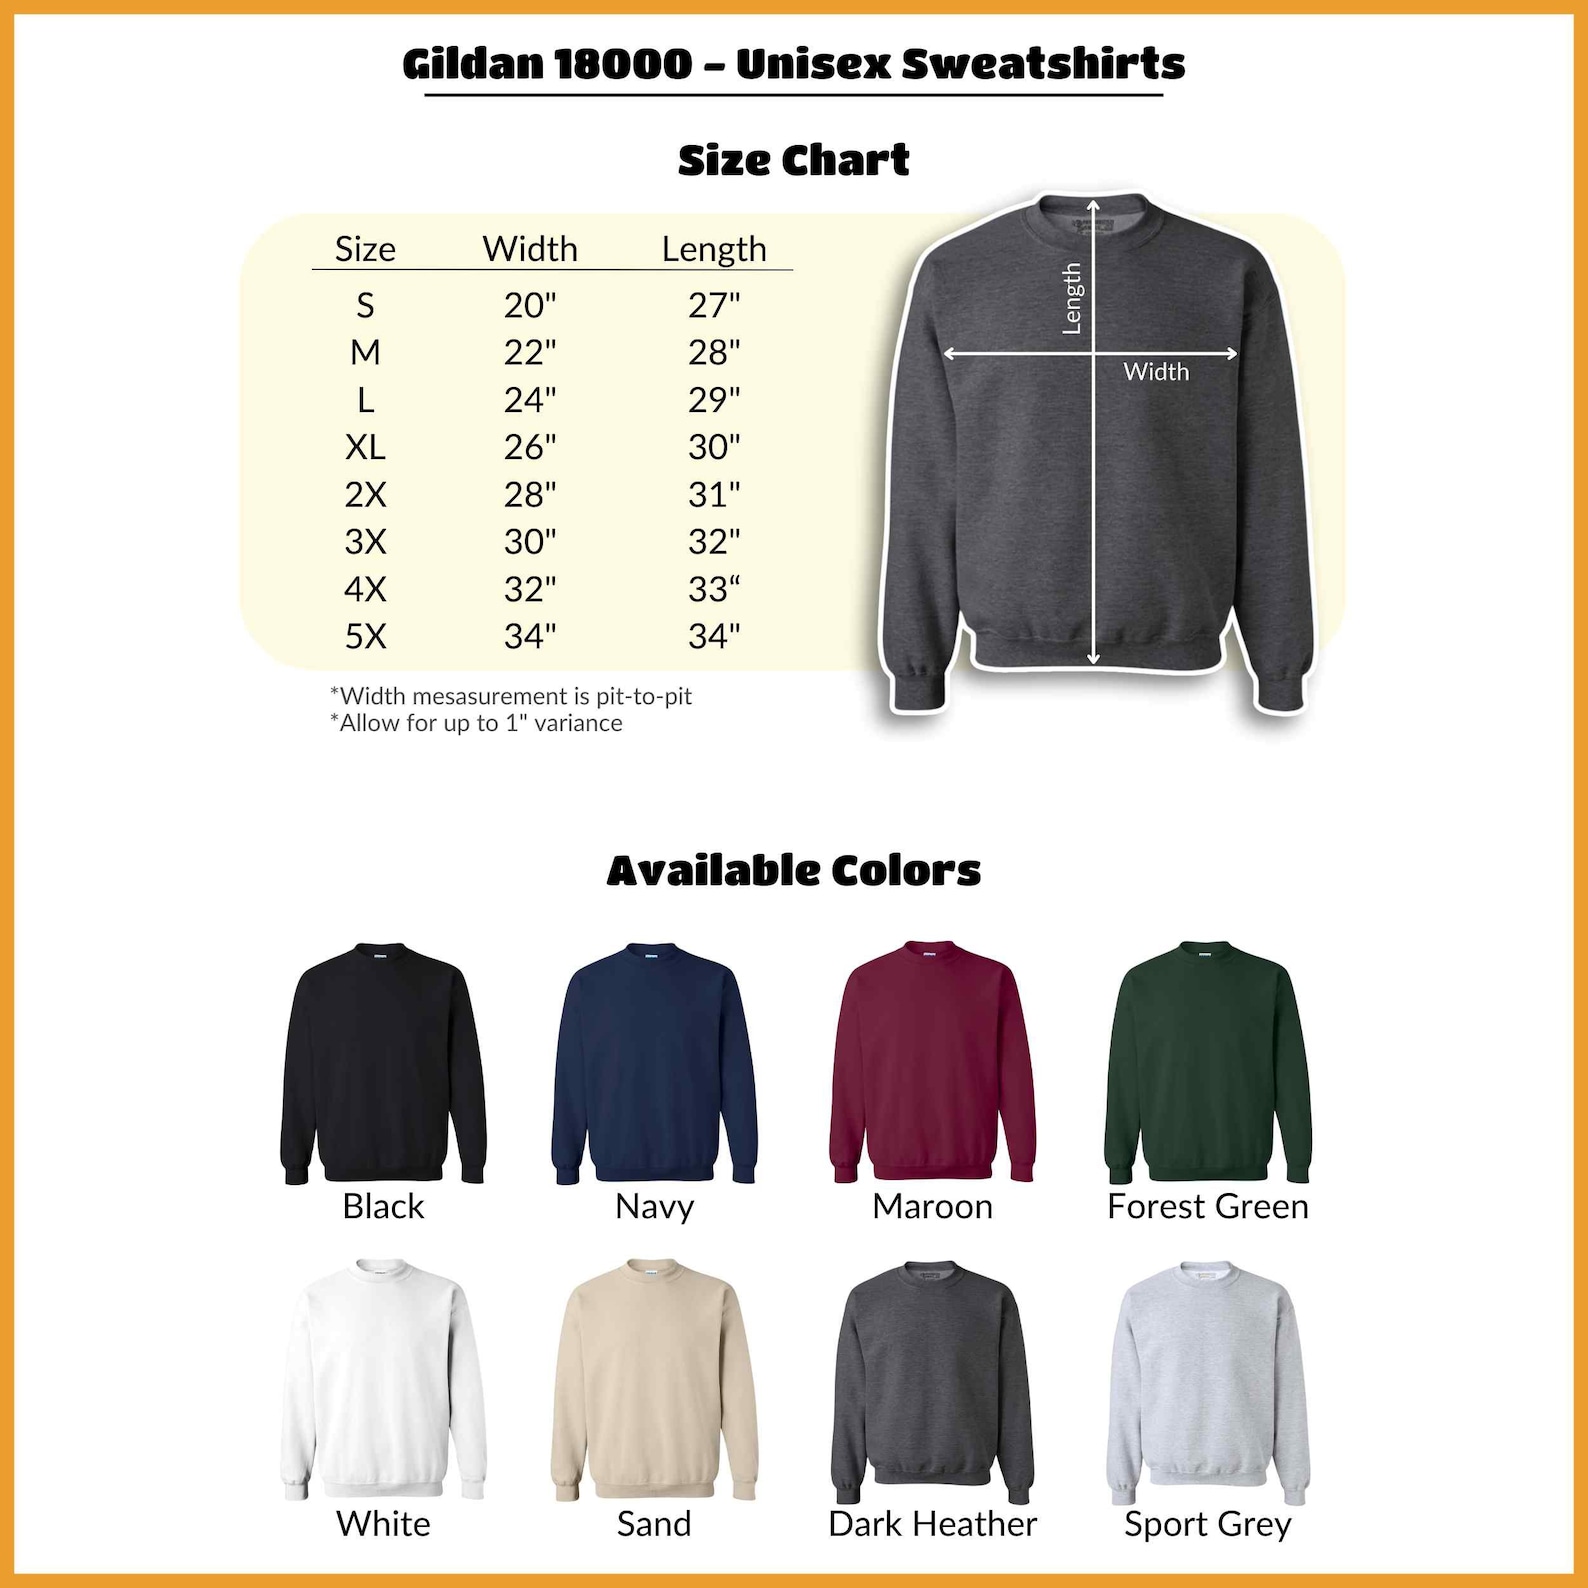 Gildan 18000 - Unisex Sweatshirts
Size Chart
Size Width Length
S 20" 27"
M 22" 28"
L 24" 29"
XL 26" 30"
2X 28" 31"
3X 30" 32"
4X 32" 33“
5X 34" 34"
*Width mesasurement is pit-to-pit
*Allow for up to 1" variance
Length
Width
Available Colors
Black Navy Maroon Forest Green
White Sand Dark Heather Sport Grey